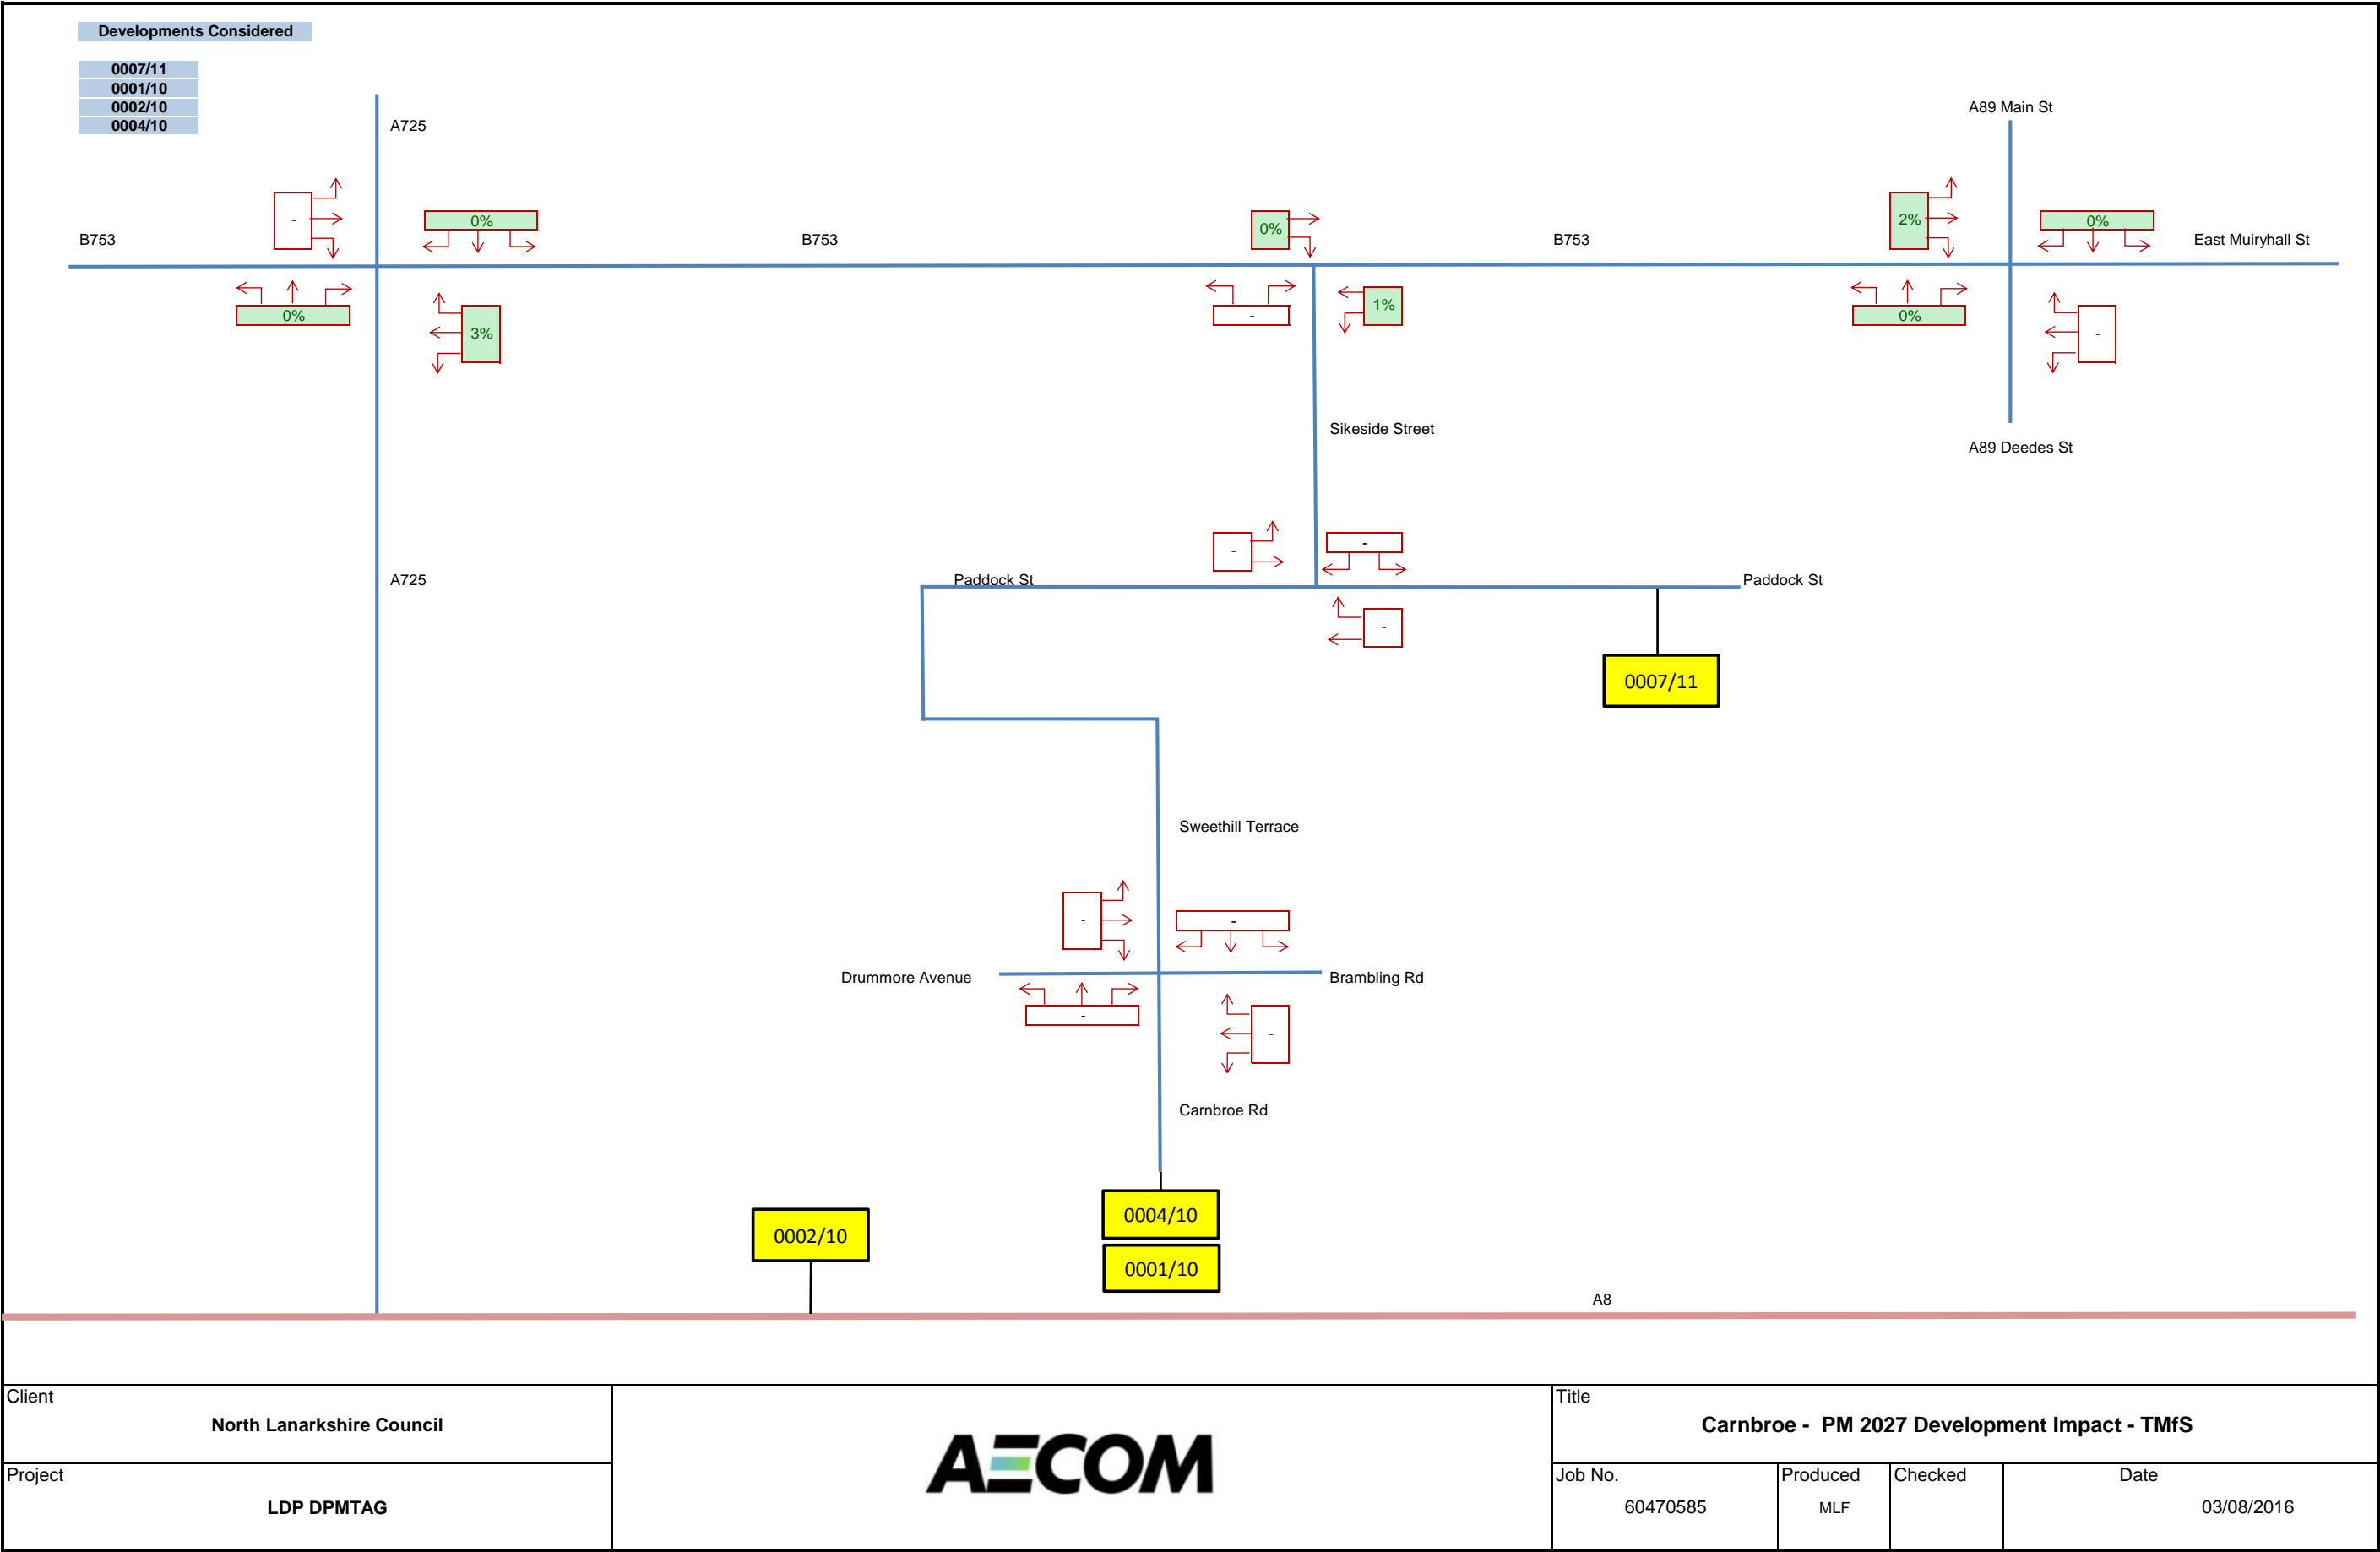 Developments Considered
0007/11
0001/10
0002/10
0004/10
A725
A89 Main St
-
0%
0%
2%
0%
B753
B753
B753
East Muiryhall St
0%
3%
-
1%
0%
-
Sikeside Street
A89 Deedes St
-
-
A725
Paddock St
Paddock St
-
0007/11
Sweethill Terrace
-
-
Drummore Avenue
Brambling Rd
-
-
Carnbroe Rd
0002/10
0004/10
0001/10
A8
Client
North Lanarkshire Council
Project
LDP DPMTAG
AECOM
Title
Carnbroe - PM 2027 Development Impact - TMfS
Job No.
60470585
Produced
MLF
Checked
Date
03/08/2016